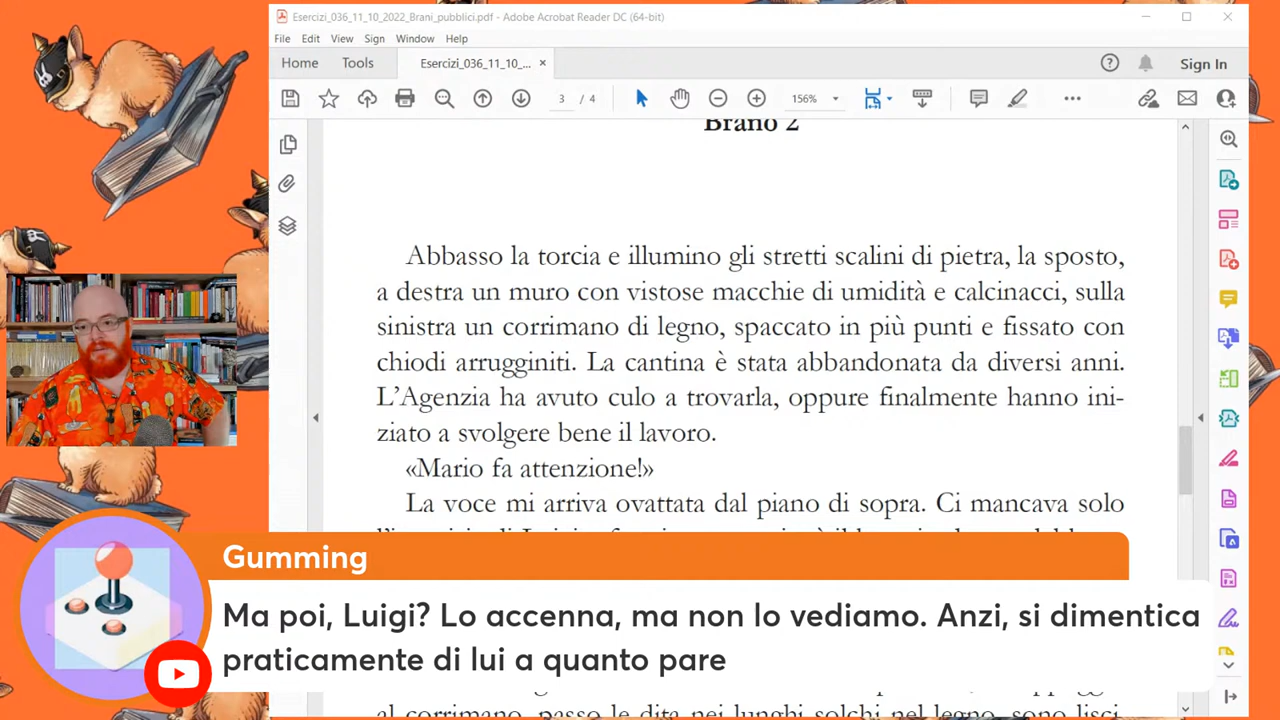 Esercizi_036_11_10_2022_Brani_pubblici.pdf - Adobe Acrobat Reader DC (64-bit)
File Edit View Sign Window Help
Home Tools Esercizi_036_11_10_... × Sign In
3 / 4 156%
Brano 2
Abbasso la torcia e illumino gli stretti scalini di pietra, la sposto,
a destra un muro con vistose macchie di umidità e calcinacci, sulla
sinistra un corrimano di legno, spaccato in più punti e fissato con
chiodi arrugginiti. La cantina è stata abbandonata da diversi anni.
L'Agenzia ha avuto culo a trovarla, oppure finalmente hanno ini-
ziato a svolgere bene il lavoro.
«Mario fa attenzione!»
La voce mi arriva ovattata dal piano di sopra. Ci mancava solo
Gumming
Ma poi, Luigi? Lo accenna, ma non lo vediamo. Anzi, si dimentica
praticamente di lui a quanto pare
al corrimano, passo le dita nei lunghi solchi nel legno, sono lisci